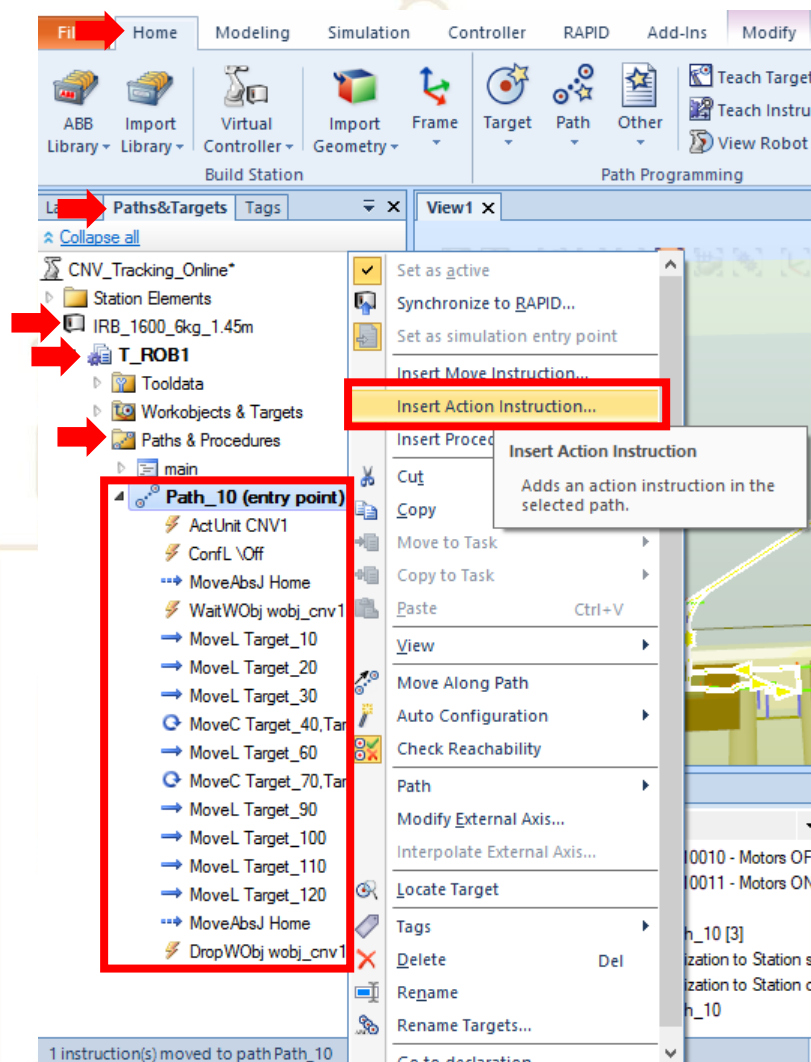 Home Modeling Simulation Controller RAPID Add-Ins Modify
ABB Library
Import Library
Virtual Controller
Import Geometry
Frame
Target
Path
Other
Teach Target
Teach Instru
View Robot
Build Station
Path Programming
Paths&Targets Tags
View1
Collapse all
CNV_Tracking_Online*
Station Elements
IRB_1600_6kg_1.45m
T_ROB1
Tooldata
Workobjects & Targets
Paths & Procedures
main
Path_10 (entry point)
ActUnit CNV1
ConfL \Off
MoveAbsJ Home
WaitWObj wobj_cnv1
MoveL Target_10
MoveL Target_20
MoveL Target_30
MoveC Target_40,Tar
MoveL Target_60
MoveC Target_70,Tar
MoveL Target_90
MoveL Target_100
MoveL Target_110
MoveL Target_120
MoveAbsJ Home
DropWObj wobj_cnv1
1 instruction(s) moved to path Path_10
Set as active
Synchronize to RAPID...
Set as simulation entry point
Insert Move Instruction...
Insert Action Instruction...
Insert Proced
Insert Action Instruction
Adds an action instruction in the
selected path.
Cut
Copy
Move to Task
Copy to Task
Paste Ctrl+V
View
Move Along Path
Auto Configuration
Check Reachability
Path
Modify External Axis...
Interpolate External Axis...
Locate Target
Tags
Delete Del
Rename
Rename Targets...
Go to declaration
10010 - Motors OF
10011 - Motors ON
h_10 [3]
ization to Station s
ization to Station c
h_10